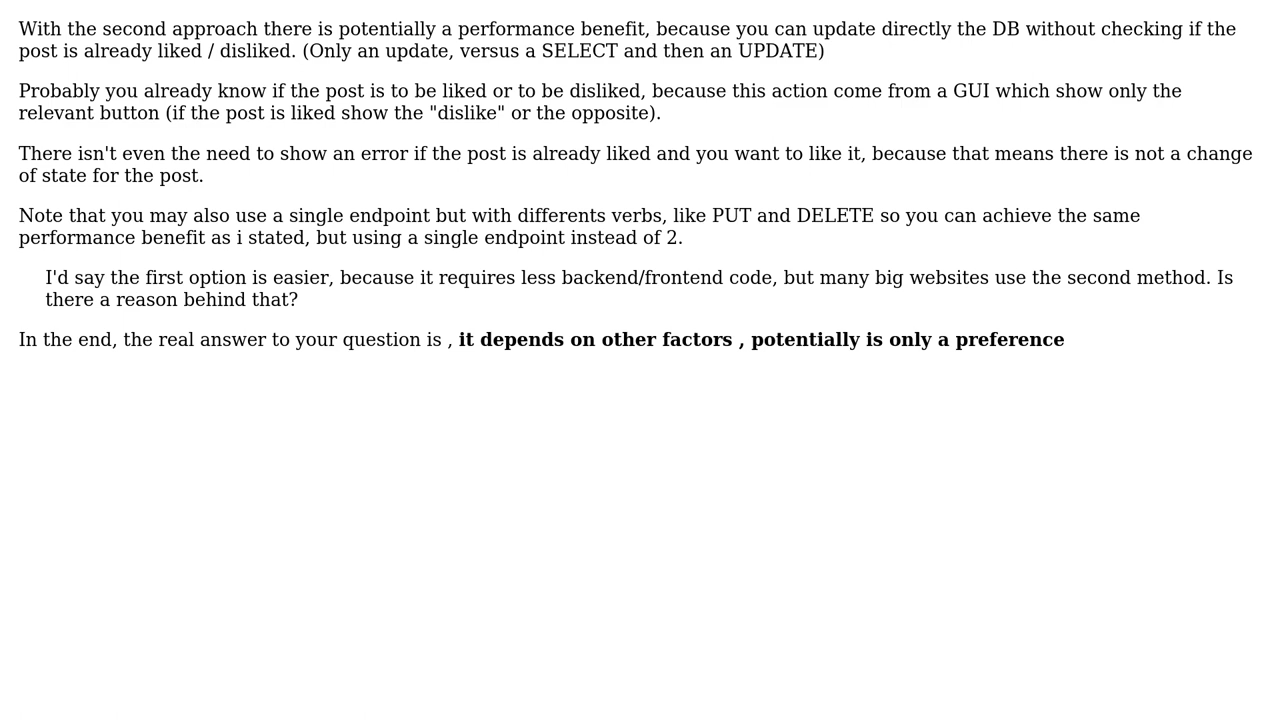 With the second approach there is potentially a performance benefit, because you can update directly the DB without checking if the
post is already liked / disliked. (Only an update, versus a SELECT and then an UPDATE)
Probably you already know if the post is to be liked or to be disliked, because this action come from a GUI which show only the
relevant button (if the post is liked show the "dislike" or the opposite).
There isn't even the need to show an error if the post is already liked and you want to like it, because that means there is not a change
of state for the post.
Note that you may also use a single endpoint but with differents verbs, like PUT and DELETE so you can achieve the same
performance benefit as i stated, but using a single endpoint instead of 2.
I'd say the first option is easier, because it requires less backend/frontend code, but many big websites use the second method. Is
there a reason behind that?
In the end, the real answer to your question is , it depends on other factors , potentially is only a preference